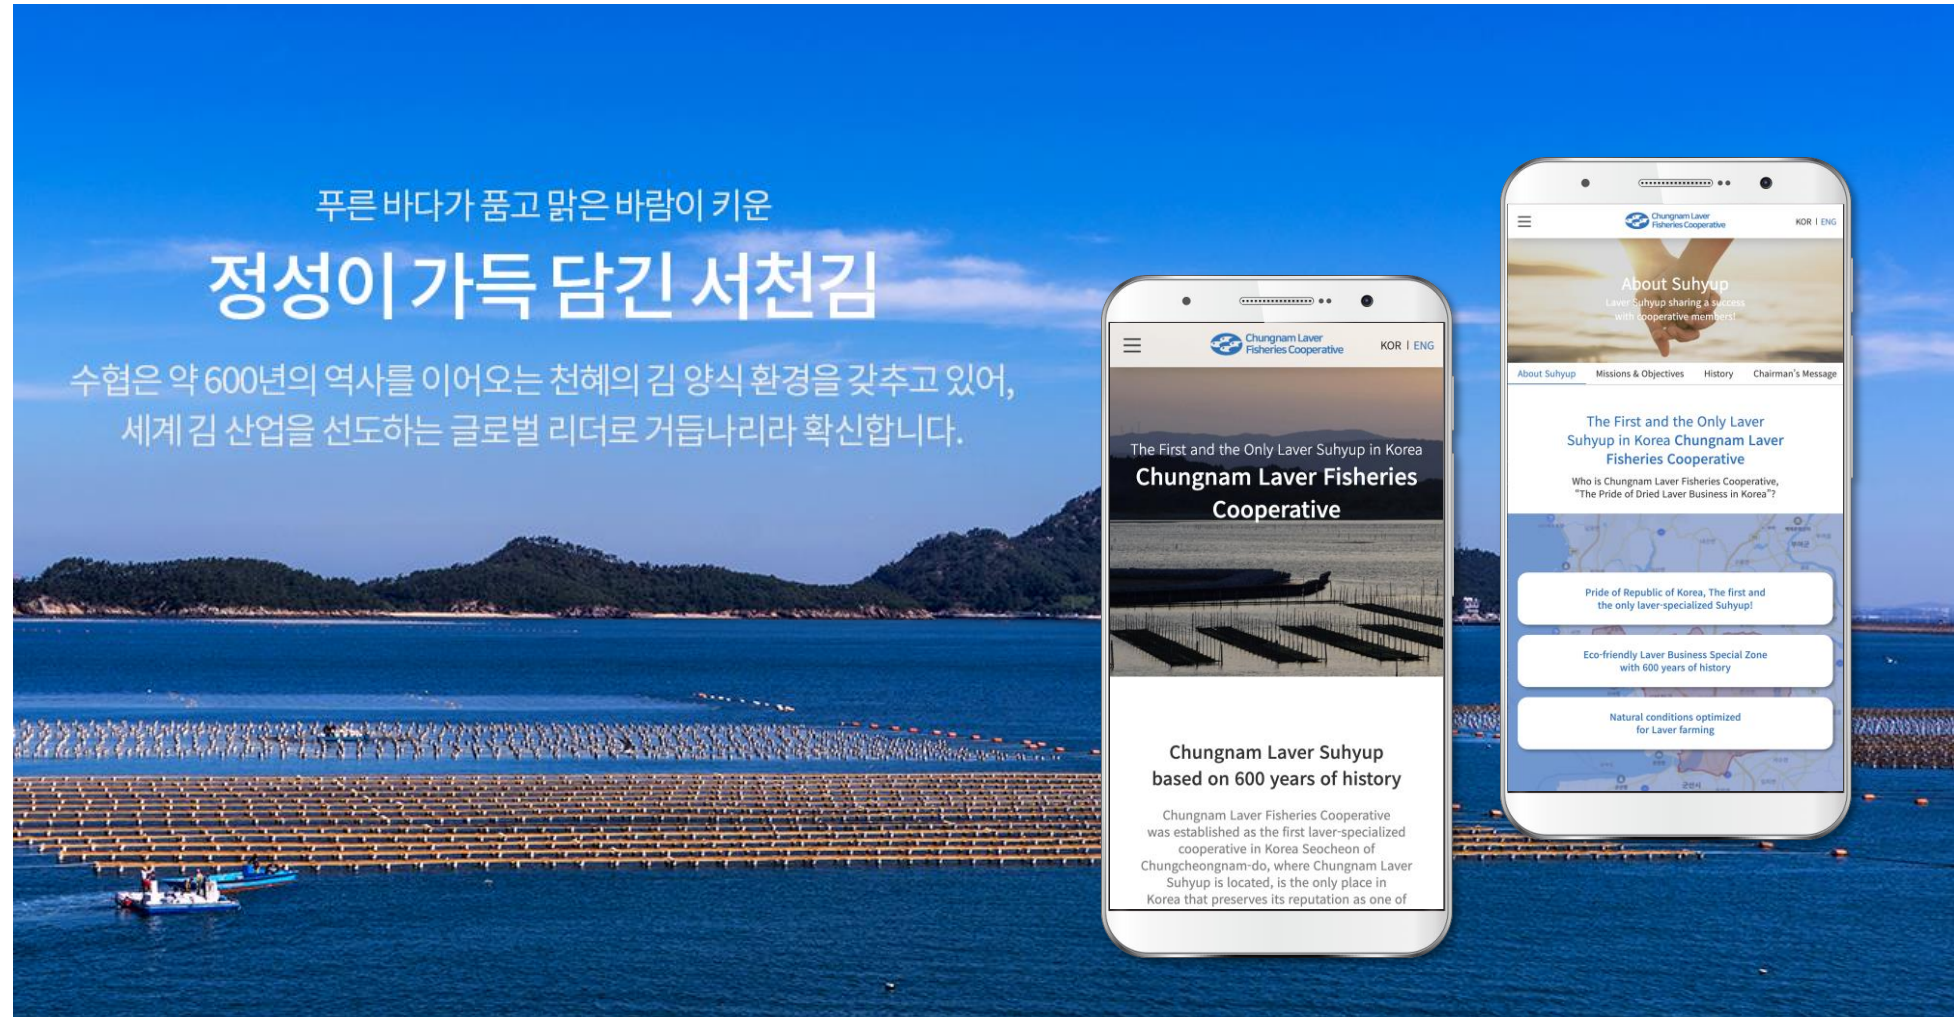 푸른 바다가 품고 맑은 바람이 키운
정성이 가득 담긴 서천김
수협은 약 600년의 역사를 이어오는 천혜의 김 양식 환경을 갖추고 있어,
세계 김 산업을 선도하는 글로벌 리더로 거듭나리라 확신합니다.
Chungnam Laver
Fisheries Cooperative
KOR | ENG
The First and the Only Laver Suhyup in Korea
Chungnam Laver Fisheries
Cooperative
Chungnam Laver Suhyup
based on 600 years of history
Chungnam Laver Fisheries Cooperative
was established as the first laver-specialized
cooperative in Korea Seocheon of
Chungcheongnam-do, where Chungnam Laver
Suhyup is located, is the only place in
Korea that preserves its reputation as one of
Chungnam Laver
Fisheries Cooperative
KOR | ENG
About Suhyup
Laver Suhyup sharing a success
with cooperative members!
About Suhyup Missions & Objectives History Chairman's Message
The First and the Only Laver
Suhyup in Korea Chungnam Laver
Fisheries Cooperative
Who is Chungnam Laver Fisheries Cooperative,
"The Pride of Dried Laver Business in Korea"?
부여군
Pride of Republic of Korea, The first and
the only laver-specialized Suhyup!
Eco-friendly Laver Business Special Zone
with 600 years of history
Natural conditions optimized
for Laver farming
군산시